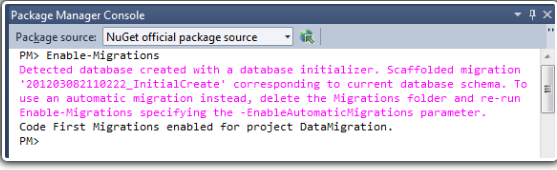 Package Manager Console
Package source: NuGet official package source
PM> Enable-Migrations
Detected database created with a database initializer. Scaffolded migration
'201203082110222_InitialCreate' corresponding to current database schema. To
use an automatic migration instead, delete the Migrations folder and re-run
Enable-Migrations specifying the -EnableAutomaticMigrations parameter.
Code First Migrations enabled for project DataMigration.
PM>